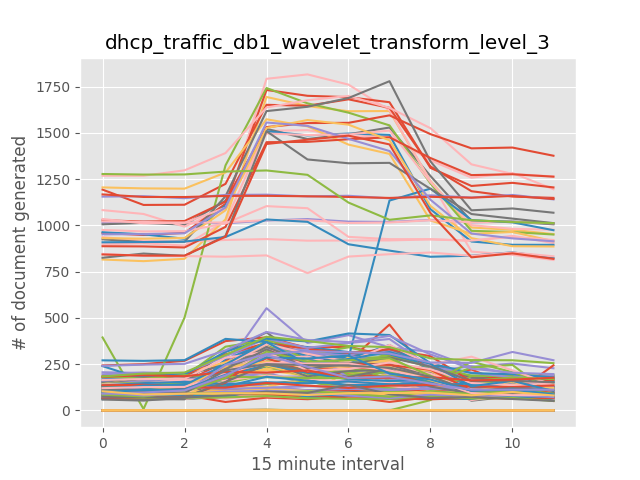 dhcp_traffic_db1_wavelet_transform_level_3
1750
1500
1250
1000
750
500
250
0
# of document generated
0 2 4 6 8 10
15 minute interval